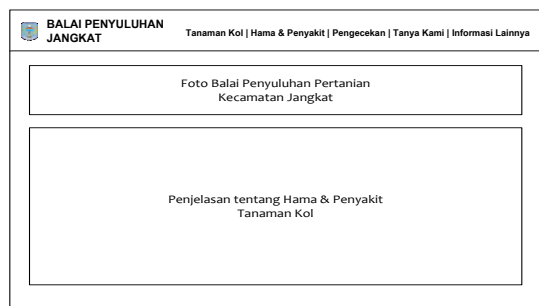 BALAI PENYULUHAN
JANGKAT
Tanaman Kol | Hama & Penyakit | Pengecekan | Tanya Kami | Informasi Lainnya
Foto Balai Penyuluhan Pertanian
Kecamatan Jangkat
Penjelasan tentang Hama & Penyakit
Tanaman Kol